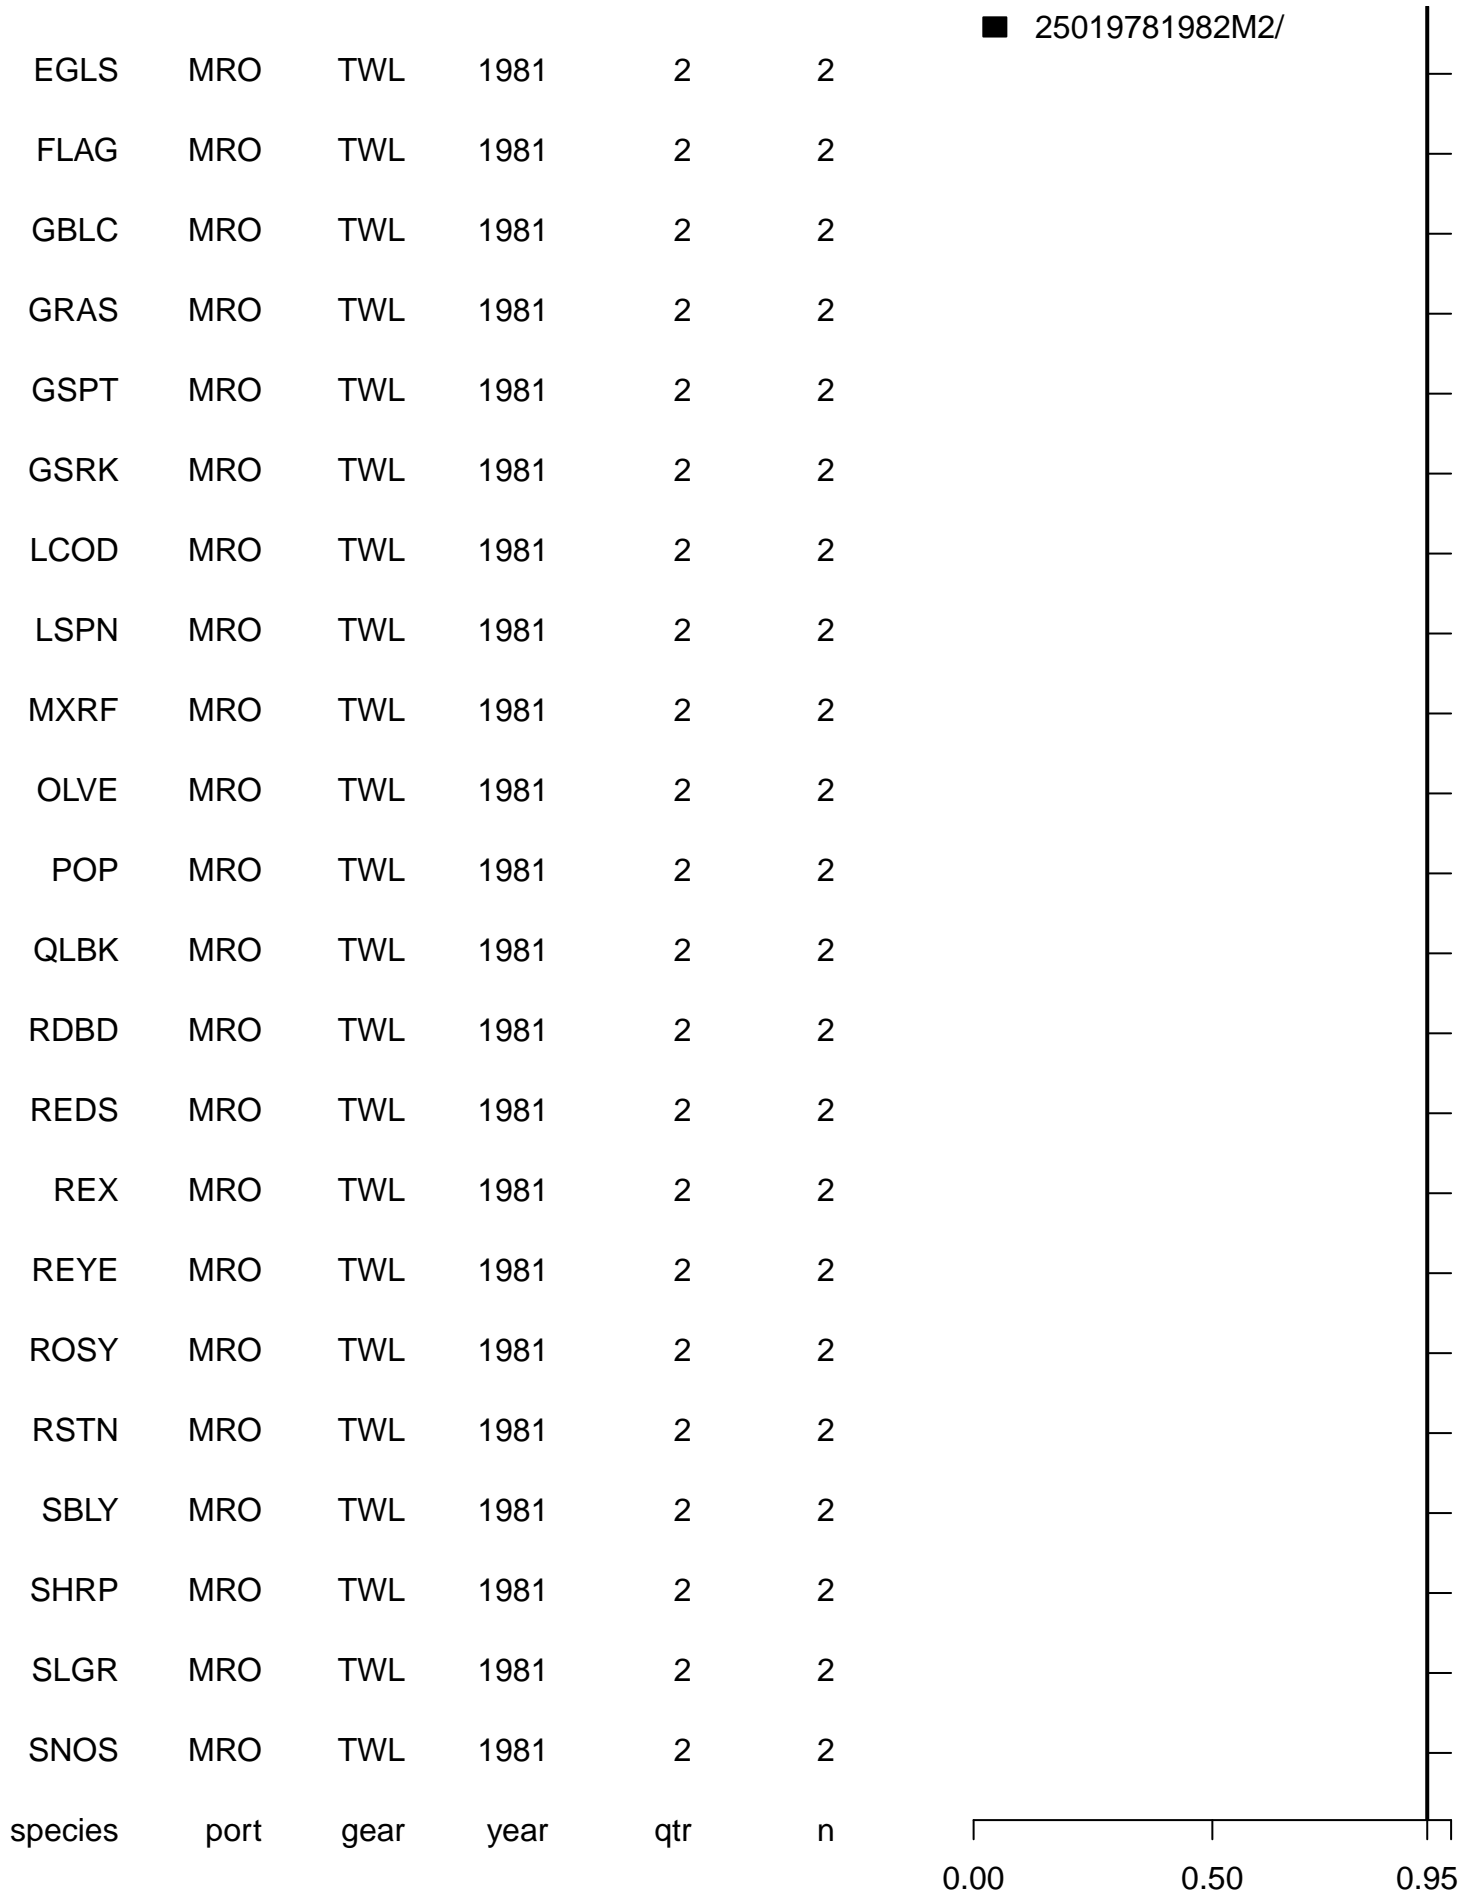 25019781982M2/
EGLS MRO TWL 1981 2 2
FLAG MRO TWL 1981 2 2
GBLC MRO TWL 1981 2 2
GRAS MRO TWL 1981 2 2
GSPT MRO TWL 1981 2 2
GSRK MRO TWL 1981 2 2
LCOD MRO TWL 1981 2 2
LSPN MRO TWL 1981 2 2
MXRF MRO TWL 1981 2 2
OLVE MRO TWL 1981 2 2
POP MRO TWL 1981 2 2
QLBK MRO TWL 1981 2 2
RDBD MRO TWL 1981 2 2
REDS MRO TWL 1981 2 2
REX MRO TWL 1981 2 2
REYE MRO TWL 1981 2 2
ROSY MRO TWL 1981 2 2
RSTN MRO TWL 1981 2 2
SBLY MRO TWL 1981 2 2
SHRP MRO TWL 1981 2 2
SLGR MRO TWL 1981 2 2
SNOS MRO TWL 1981 2 2
species port gear year qtr n
0.00 0.50 0.95